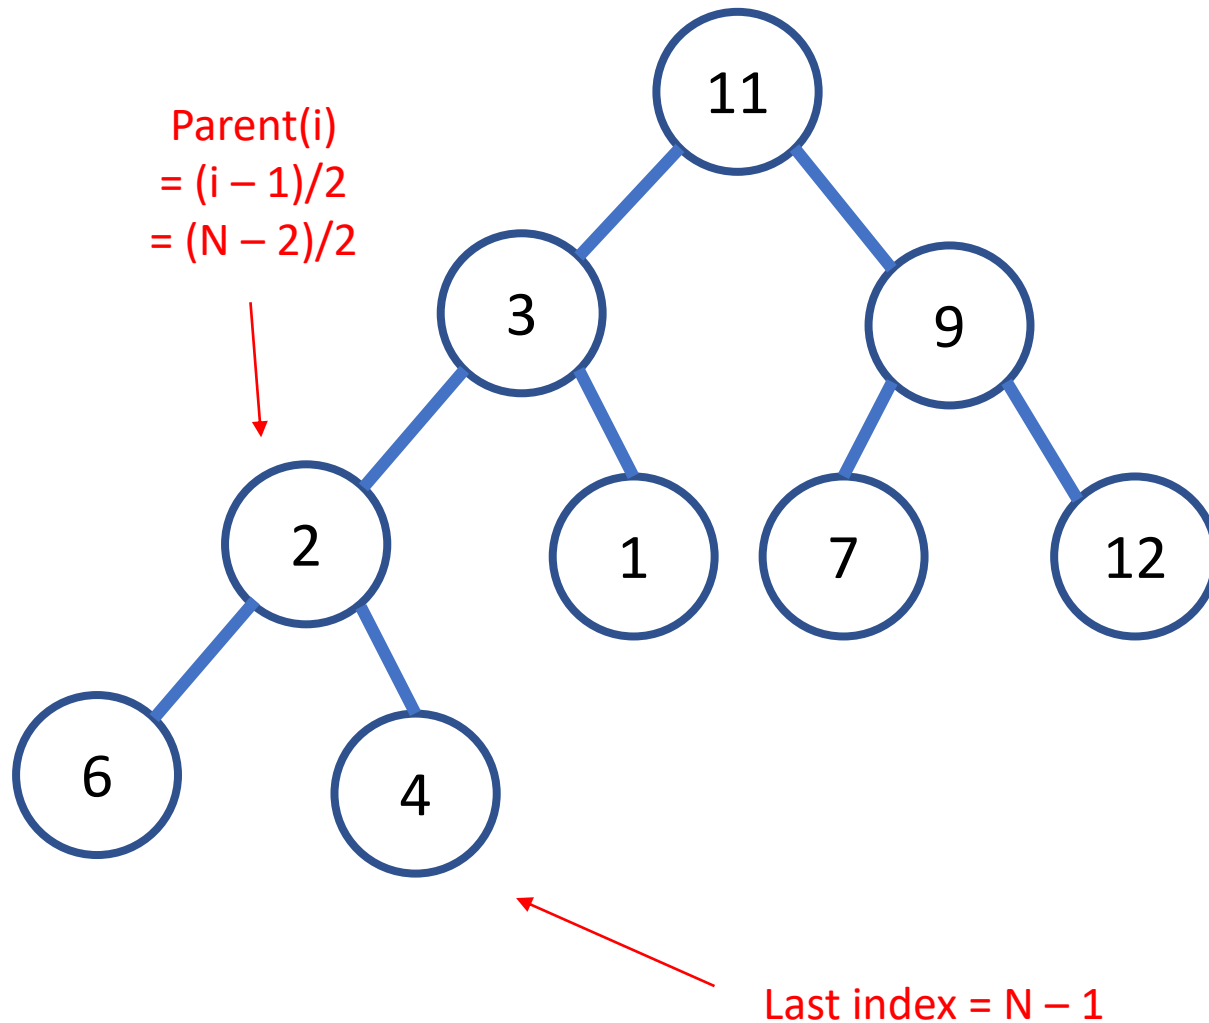 11
Parent(i)
= (i – 1)/2
= (N – 2)/2
3
9
2
1
7
12
6
4
Last index = N – 1